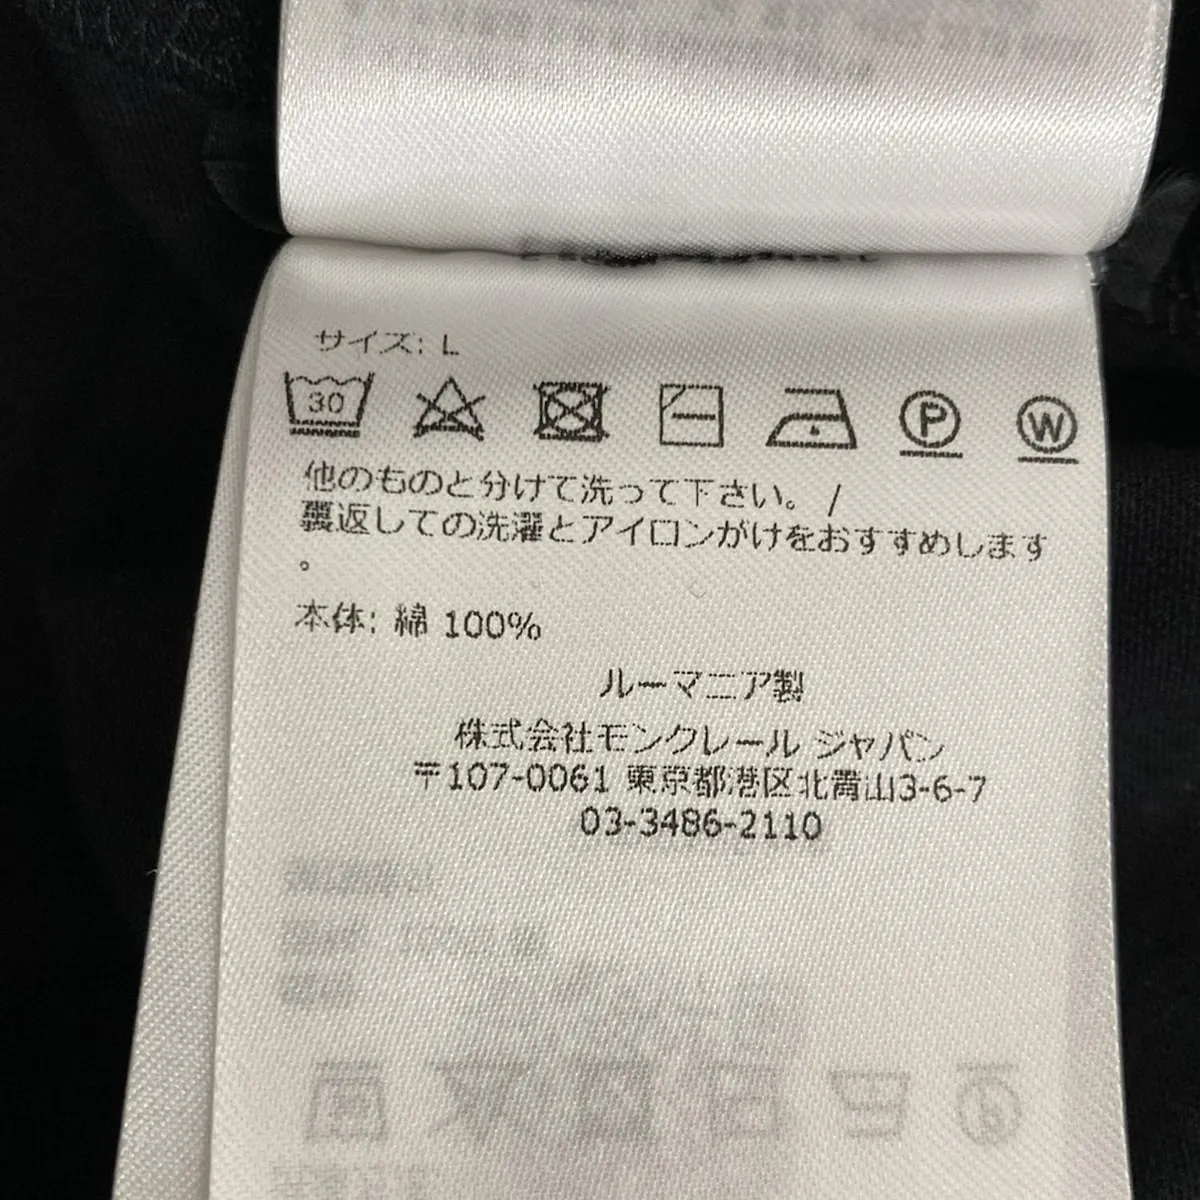 サイズ: L
30
P W
他のものと分けて洗って下さい。 /
裏返しての洗濯とアイロンがけをおすすめします
。
本体: 綿 100%
ルーマニア製
株式会社モンクレール ジャパン
〒107-0061 東京都港区北青山3-6-7
03-3486-2110